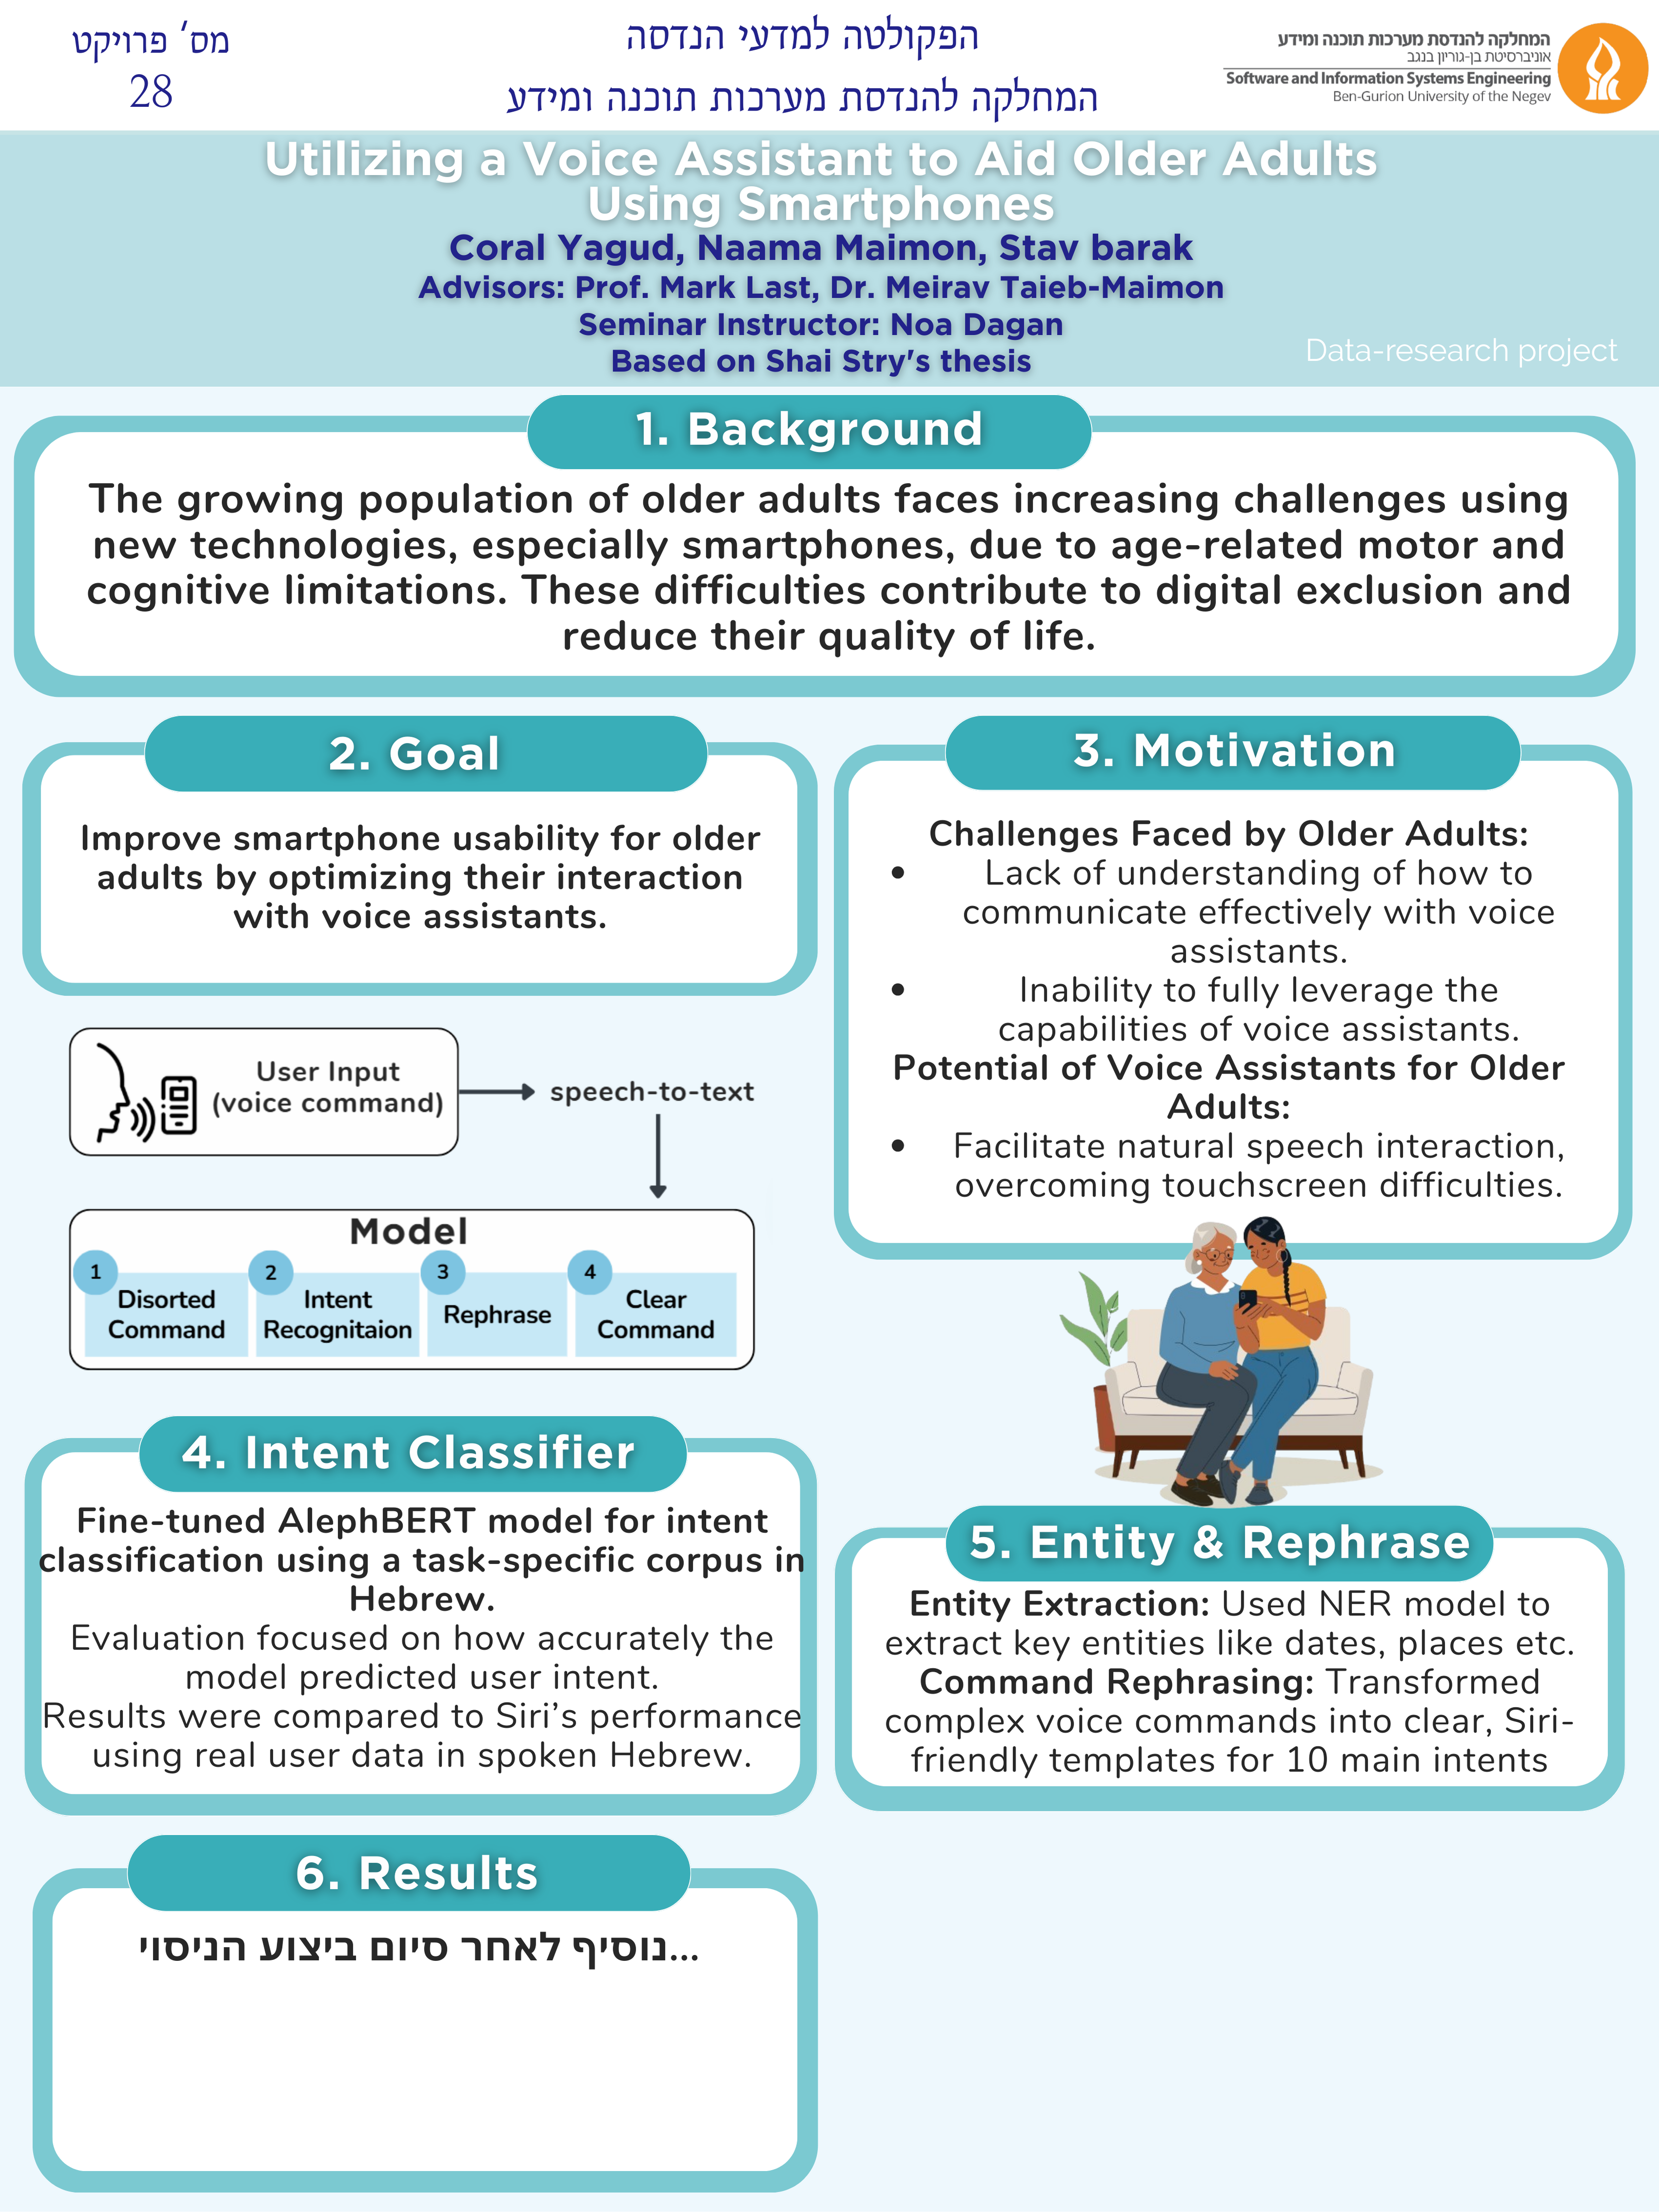 מס' פרויקט
28
הפקולטה למדעי הנדסה
המחלקה להנדסת מערכות תוכנה ומידע
המחלקה להנדסת מערכות תוכנה ומידע
אוניברסיטת בן-גוריון בנגב
Software and Information Systems Engineering
Ben-Gurion University of the Negev
Utilizing a Voice Assistant to Aid Older Adults
Using Smartphones
Coral Yagud, Naama Maimon, Stav barak
Advisors: Prof. Mark Last, Dr. Meirav Taieb-Maimon
Seminar Instructor: Noa Dagan
Based on Shai Stry's thesis
Data-research project
1. Background
The growing population of older adults faces increasing challenges using
new technologies, especially smartphones, due to age-related motor and
cognitive limitations. These difficulties contribute to digital exclusion and
reduce their quality of life.
2. Goal
Improve smartphone usability for older
adults by optimizing their interaction
with voice assistants.
User Input
(voice command)
speech-to-text
Model
1
Disorted
Command
2
Intent
Recognitaion
3
Rephrase
4
Clear
Command
3. Motivation
Challenges Faced by Older Adults:
• Lack of understanding of how to
communicate effectively with voice
assistants.
• Inability to fully leverage the
capabilities of voice assistants.
Potential of Voice Assistants for Older
Adults:
• Facilitate natural speech interaction,
overcoming touchscreen difficulties.
4. Intent Classifier
Fine-tuned AlephBERT model for intent
classification using a task-specific corpus in
Hebrew.
Evaluation focused on how accurately the
model predicted user intent.
Results were compared to Siri’s performance
using real user data in spoken Hebrew.
5. Entity & Rephrase
Entity Extraction: Used NER model to
extract key entities like dates, places etc.
Command Rephrasing: Transformed
complex voice commands into clear, Siri-
friendly templates for 10 main intents
6. Results
נוסיף לאחר סיום ביצוע הניסוי...